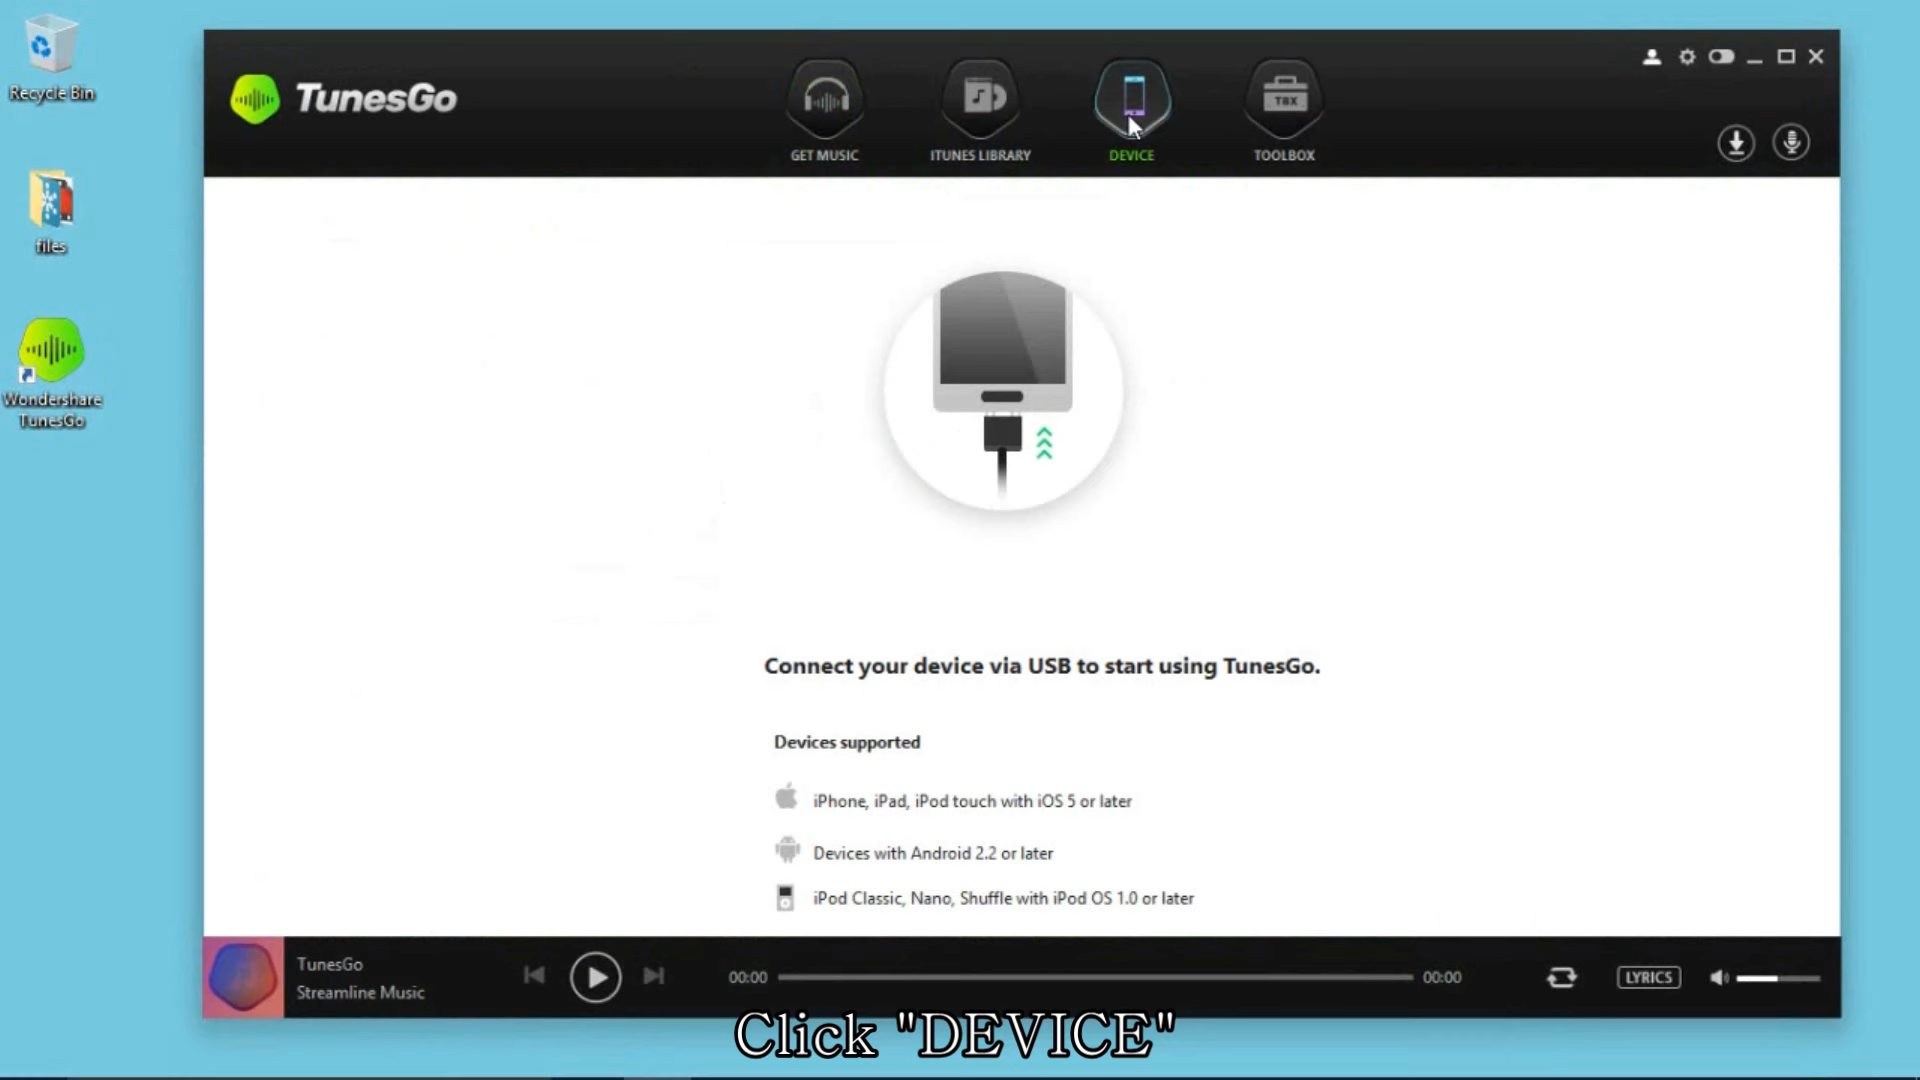 Recycle Bin
files
Wondershare
TunesGo
TunesGo
GET MUSIC
ITUNES LIBRARY
DEVICE
TBX
TOOLBOX
Connect your device via USB to start using TunesGo.
Devices supported
iPhone, iPad, iPod touch with iOS 5 or later
Devices with Android 2.2 or later
iPod Classic, Nano, Shuffle with iPod OS 1.0 or later
TunesGo
Streamline Music
00:00
00:00
LYRICS
Click "DEVICE"